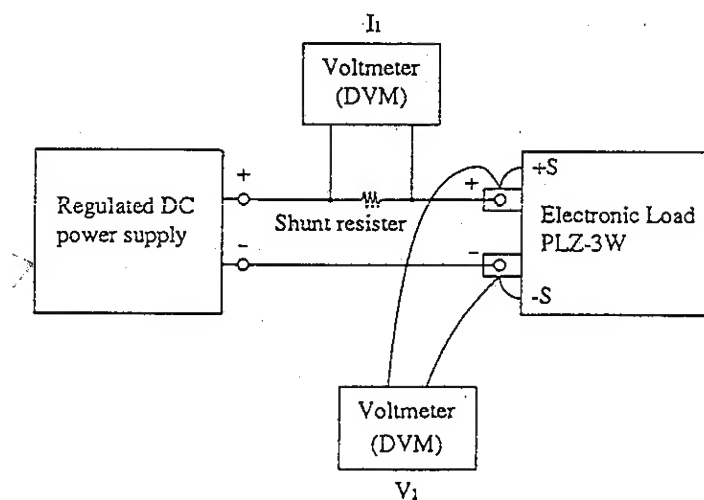 I1
Voltmeter
(DVM)
Regulated DC
power supply
+
-
Shunt resister
+
-
+S
-S
Electronic Load
PLZ-3W
Voltmeter
(DVM)
V1